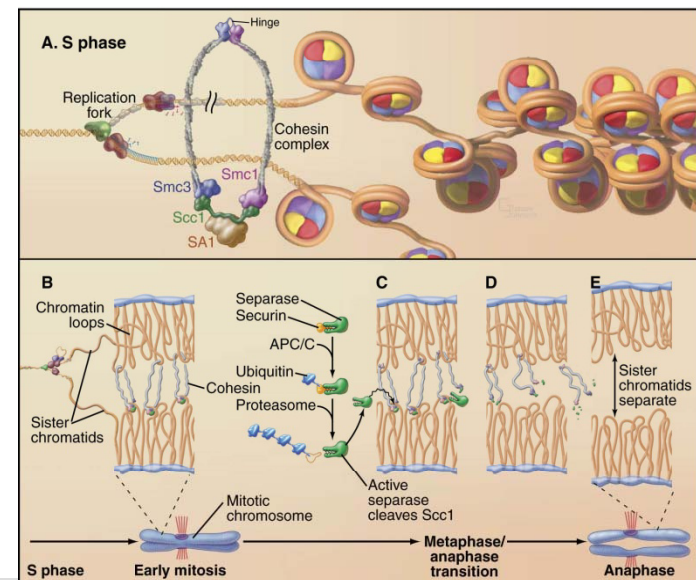 A. S phase
Hinge
Replication
fork
Cohesin
complex
Smc3
Smc1
Scc1
SA1
B
Chromatin
loops
Sister
chromatids
Cohesin
Separase
Securin
APC/C
Ubiquitin
Proteasome
Active
separase
cleaves Scc1
C
D
E
Sister
chromatids
separate
Mitotic
chromosome
S phase
Early mitosis
Metaphase/
anaphase
transition
Anaphase